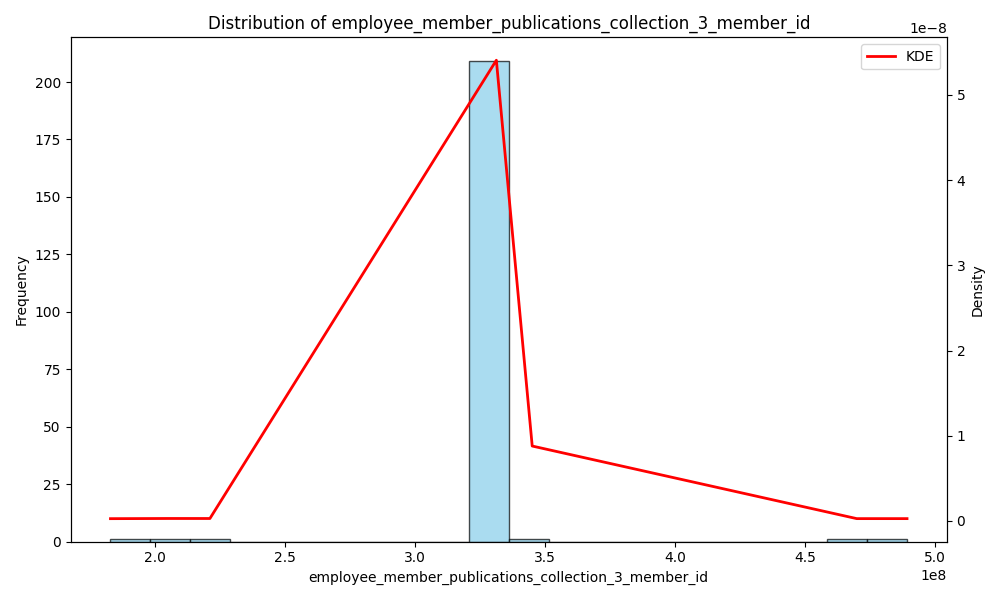 Distribution of employee_member_publications_collection_3_member_id
1e−8
KDE
200
175
150
125
100
75
50
25
0
Frequency
5
4
3
2
1
0
Density
2.0 2.5 3.0 3.5 4.0 4.5 5.0
1e8
employee_member_publications_collection_3_member_id